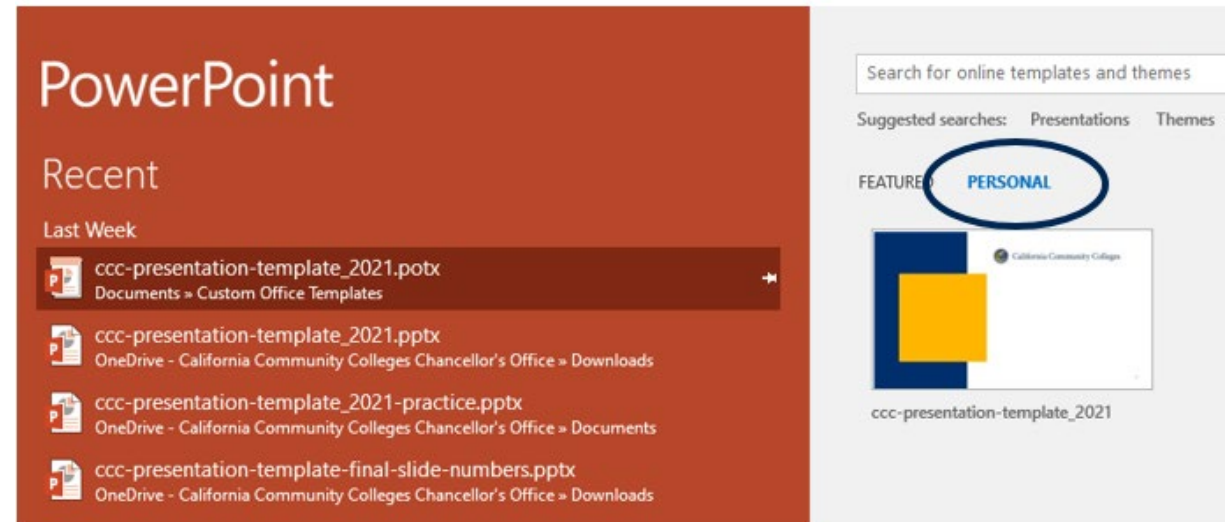 PowerPoint
Recent
Last Week
ccc-presentation-template_2021.potx
Documents » Custom Office Templates
ccc-presentation-template_2021.pptx
OneDrive - California Community Colleges Chancellor's Office » Downloads
ccc-presentation-template_2021-practice.pptx
OneDrive - California Community Colleges Chancellor's Office » Documents
ccc-presentation-template-final-slide-numbers.pptx
OneDrive - California Community Colleges Chancellor's Office » Downloads
Search for online templates and themes
Suggested searches: Presentations Themes
FEATURED PERSONAL
California Community Colleges
ccc-presentation-template_2021